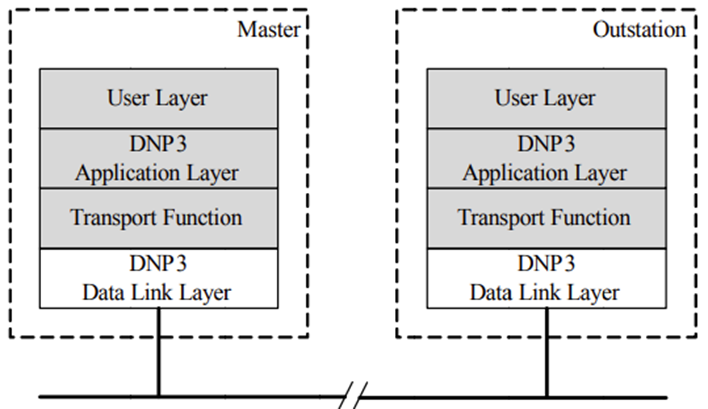 Master
User Layer
DNP3
Application Layer
Transport Function
DNP3
Data Link Layer
Outstation
User Layer
DNP3
Application Layer
Transport Function
DNP3
Data Link Layer